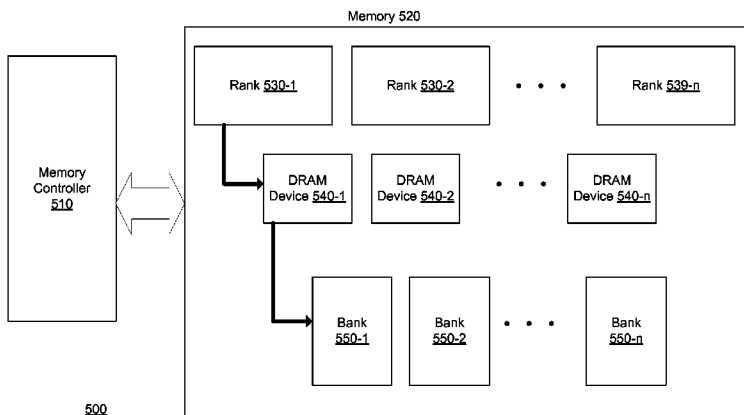 Memory 520
Rank 530-1
Rank 530-2
Rank 539-n
Memory
Controller
510
DRAM
Device 540-1
DRAM
Device 540-2
DRAM
Device 540-n
Bank
550-1
Bank
550-2
Bank
550-n
500